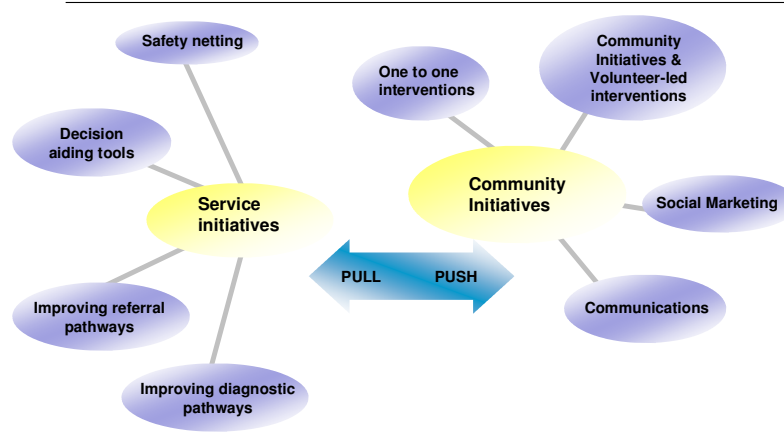 Safety netting
Decision
aiding tools
Service
initiatives
Improving referral
pathways
Improving diagnostic
pathways
PULL
PUSH
One to one
interventions
Community
Initiatives &
Volunteer-led
interventions
Community
Initiatives
Social Marketing
Communications